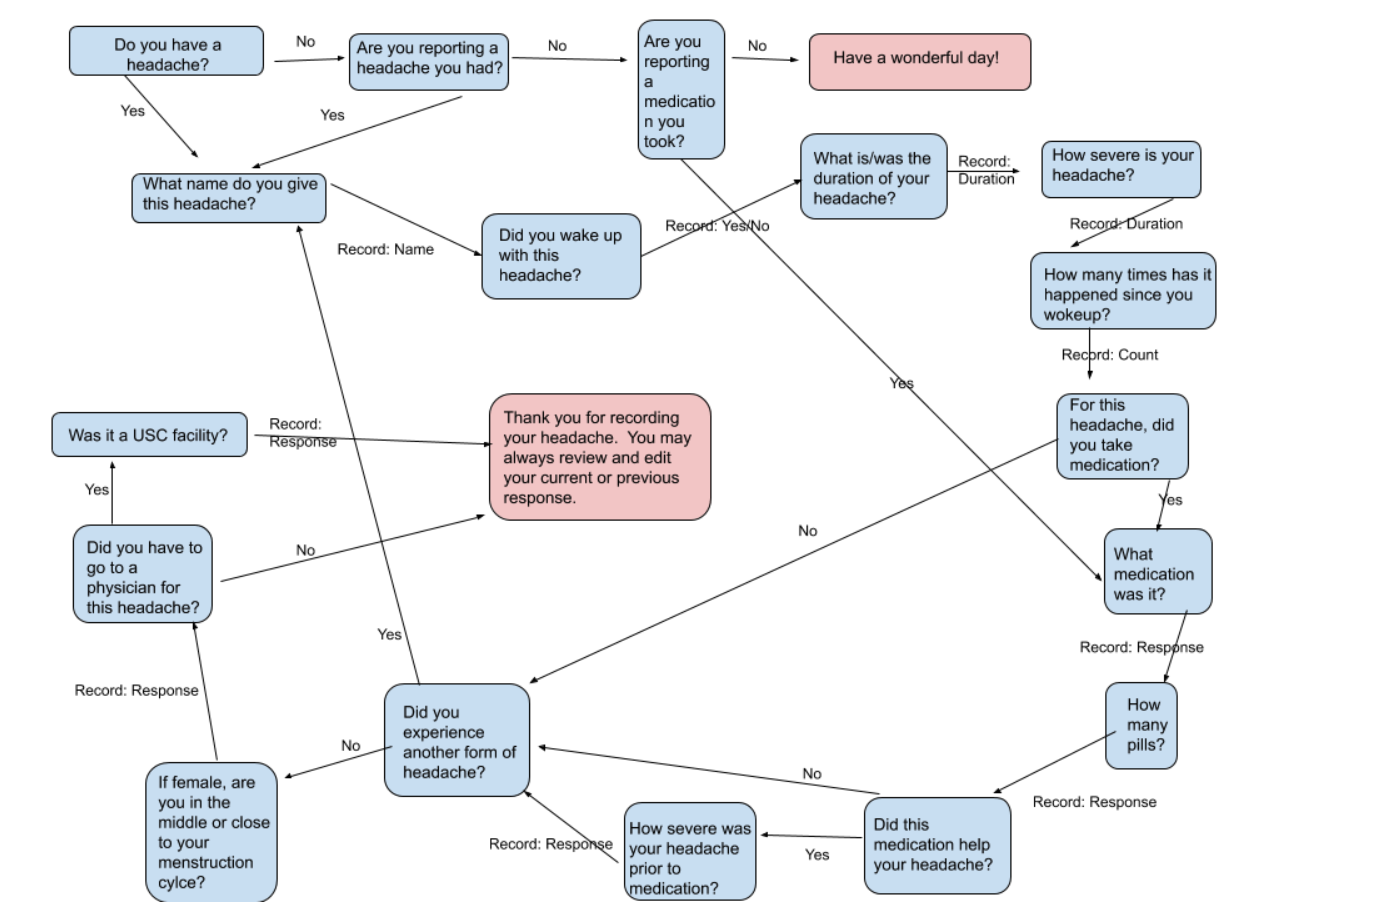 Do you have a
headache?
No
Are you reporting a
headache you had?
No
Are you
reporting
a
medicatio
n you
took?
No
Have a wonderful day!
Yes
Yes
What name do you give
this headache?
Record: Name
Did you wake up
with this
headache?
Record: Yes/No
What is/was the
duration of your
headache?
Record:
Duration
How severe is your
headache?
Record: Duration
How many times has it
happened since you
wokeup?
Record: Count
Yes
For this
headache, did
you take
medication?
Yes
No
What
medication
was it?
Record: Response
How
many
pills?
Record: Response
Did this
medication help
your headache?
No
Yes
How severe was
your headache
prior to
medication?
Record: Response
Did you
experience
another form of
headache?
Yes
No
If female, are
you in the
middle or close
to your
menstruction
cylce?
Record: Response
Did you have to
go to a
physician for
this headache?
Yes
No
Was it a USC facility?
Record:
Response
Thank you for recording
your headache.  You may
always review and edit
your current or previous
response.